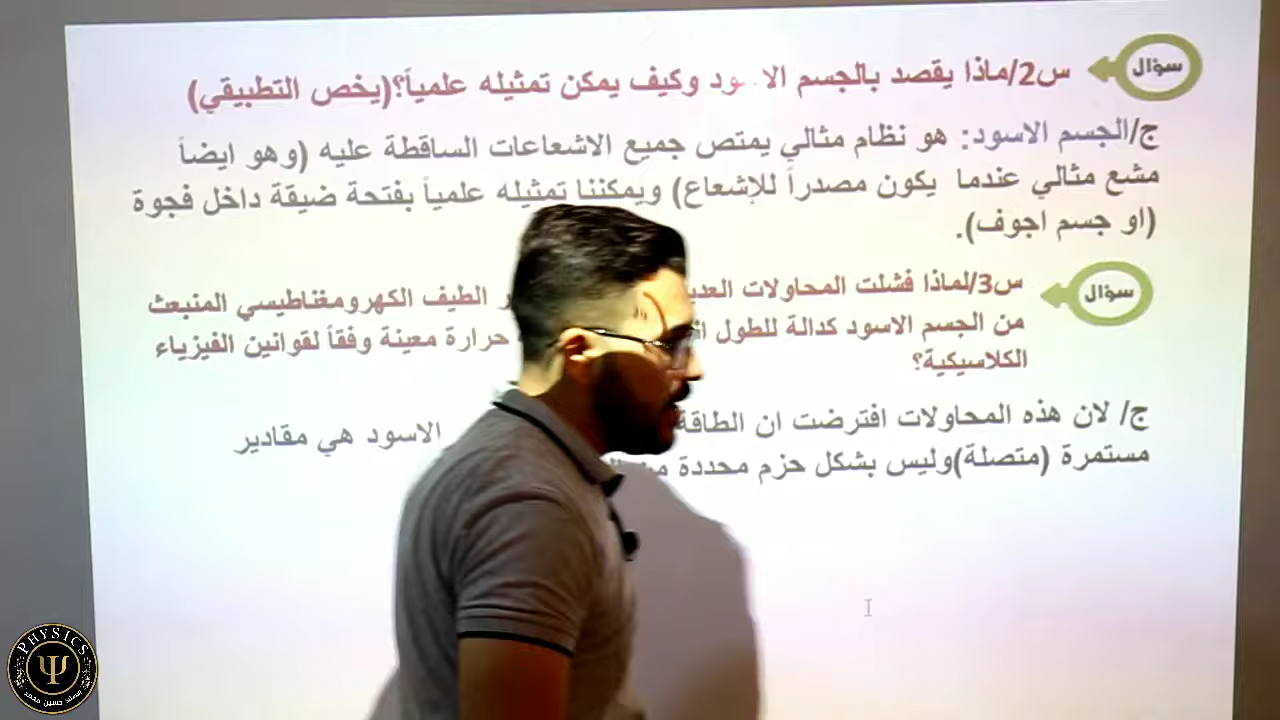 سؤال
س2/ماذا يقصد بالجسم الا ود وكيف يمكن تمثيله علمياً؟(يخص التطبيقي)
ج/الجسم الاسود: هو نظام مثالي يمتص جميع الاشعاعات الساقطة عليه (وهو ايضاً
مشع مثالي عندما يكون مصدراً للإشعاع) ويمكننا تمثيله علمياً بفتحة ضيقة داخل فجوة
(او جسم اجوف).
سؤال
س3/لماذا فشلت المحاولات الطيف الكهرومغناطيسي المنبعث
من الجسم الاسود كدالة للطول حرارة معينة وفقاً لقوانين الفيزياء
الكلاسيكية؟
ج/ لان هذه المحاولات افترضت ان الطاقة الاسود هي مقادير
مستمرة (متصلة)وليس بشكل حزم محددة
PHYSICS
Ψ